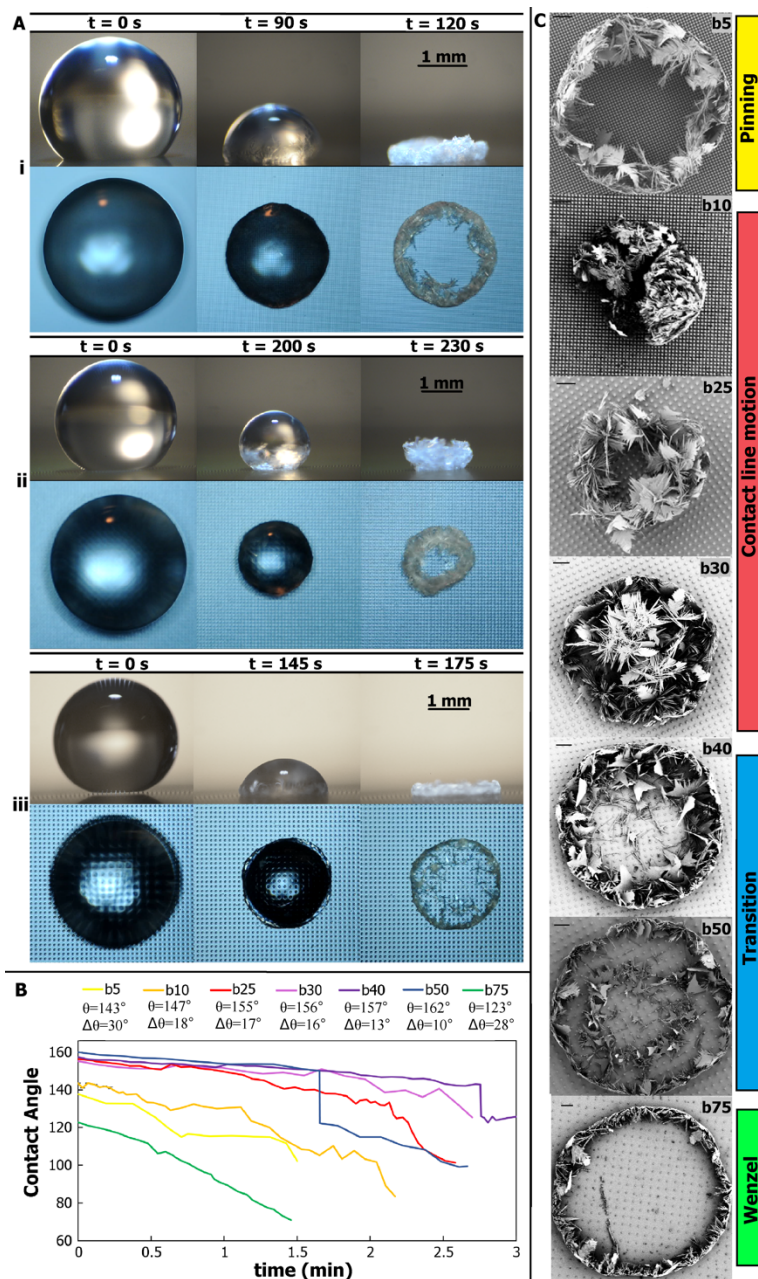 A
t = 0 s t = 90 s t = 120 s
1 mm
i
t = 0 s t = 200 s t = 230 s
1 mm
ii
t = 0 s t = 145 s t = 175 s
1 mm
iii
B
b5 b10 b25 b30 b40 b50 b75
θ=143° θ=147° θ=155° θ=156° θ=157° θ=162° θ=123°
Δθ=30° Δθ=18° Δθ=17° Δθ=16° Δθ=13° Δθ=10° Δθ=28°
Contact Angle
160
140
120
100
80
60
0 0.5 1 1.5 2 2.5 3
time (min)
C
b5
Pinning
b10
b25
b30
Contact line motion
b40
b50
Transition
b75
Wenzel